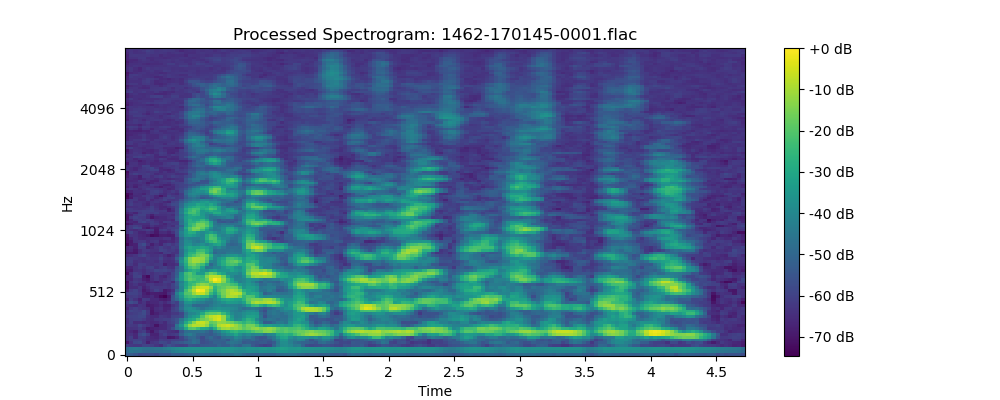 Processed Spectrogram: 1462-170145-0001.flac
Hz
4096
2048
1024
512
0
0 0.5 1 1.5 2 2.5 3 3.5 4 4.5
Time
+0 dB
-10 dB
-20 dB
-30 dB
-40 dB
-50 dB
-60 dB
-70 dB